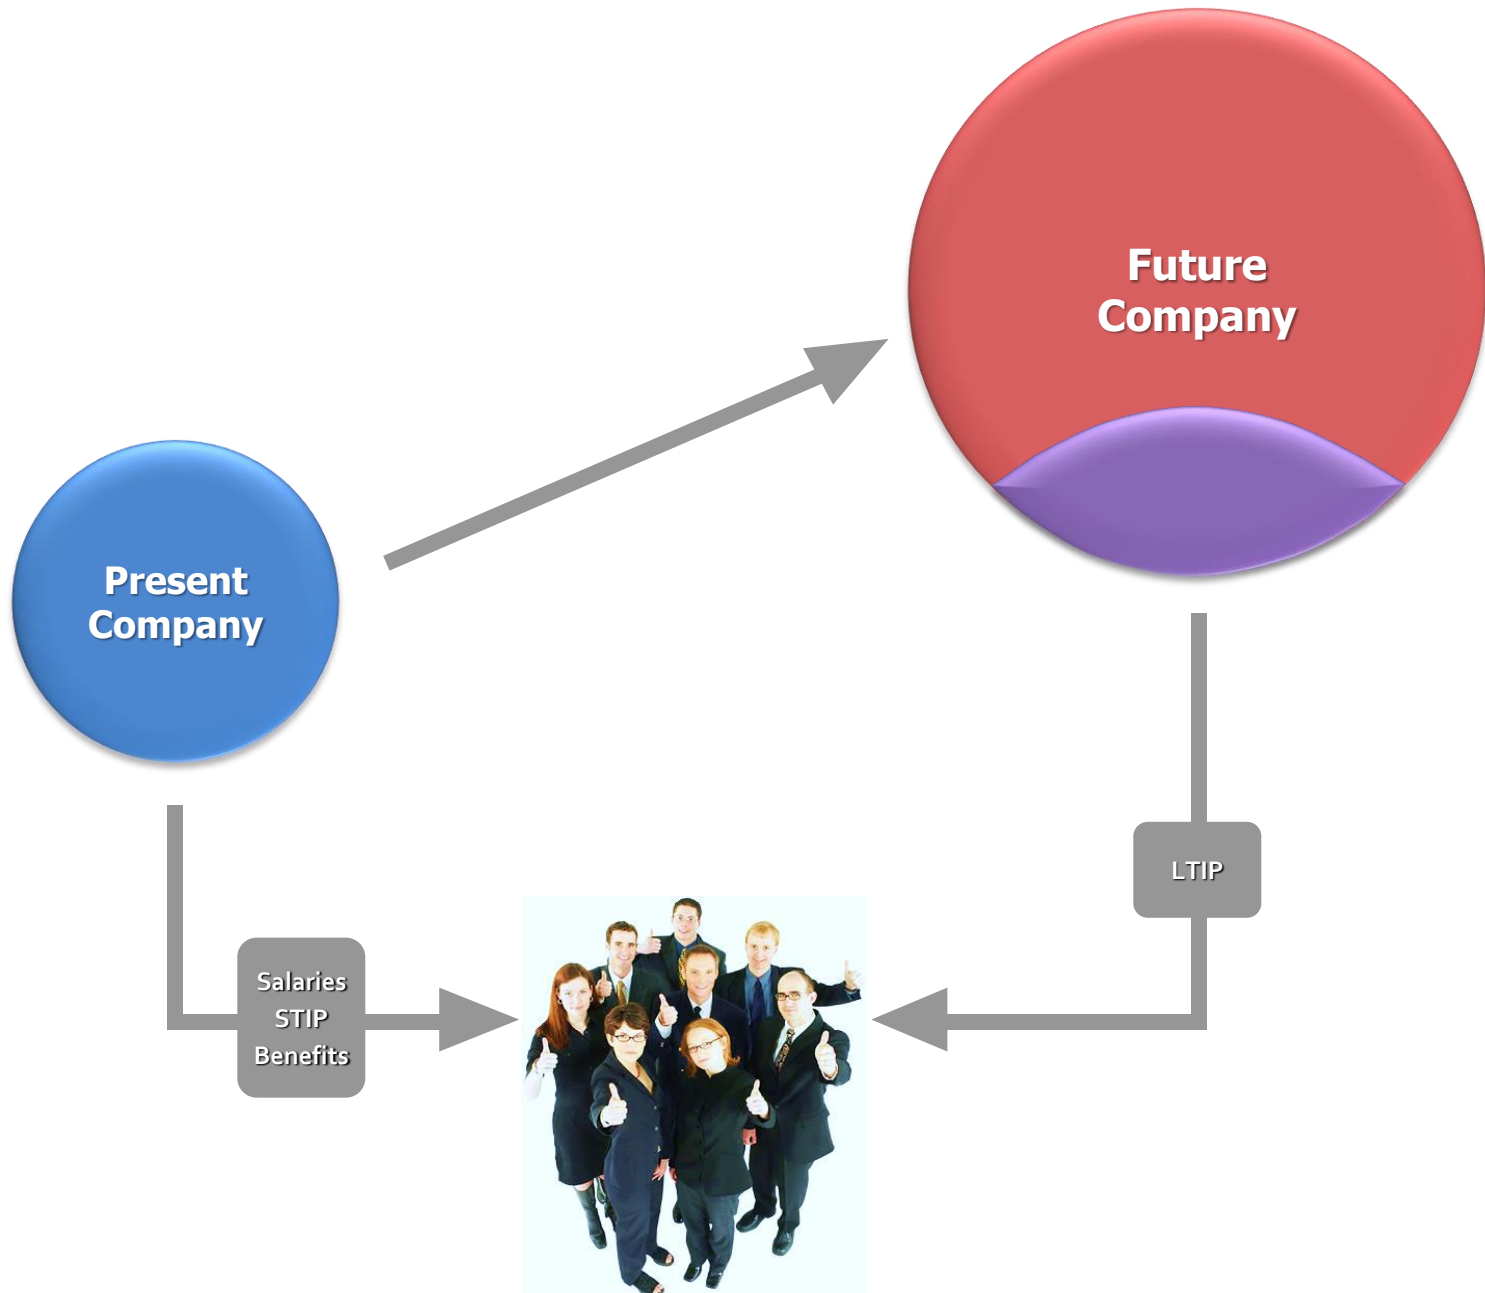 Future
Company
Present
Company
LTIP
Salaries
STIP
Benefits